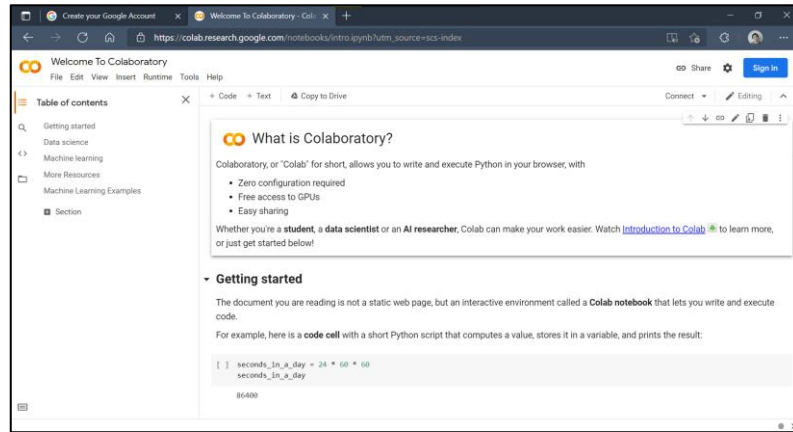 Create your Google Account
Welcome To Colaboratory - Col
https://colab.research.google.com/notebooks/intro.ipynb?utm_source=scs-index
Welcome To Colaboratory
File Edit View Insert Runtime Tools Help
Share
Sign in
Table of contents
Getting started
Data science
Machine learning
More Resources
Machine Learning Examples
Section
+ Code + Text Copy to Drive
Connect
Editing
What is Colaboratory?
Colaboratory, or "Colab" for short, allows you to write and execute Python in your browser, with
• Zero configuration required
• Free access to GPUs
• Easy sharing
Whether you're a student, a data scientist or an AI researcher, Colab can make your work easier. Watch Introduction to Colab to learn more,
or just get started below!
Getting started
The document you are reading is not a static web page, but an interactive environment called a Colab notebook that lets you write and execute
code.
For example, here is a code cell with a short Python script that computes a value, stores it in a variable, and prints the result:
[ ] seconds_in_a_day = 24 * 60 * 60
seconds_in_a_day
86400